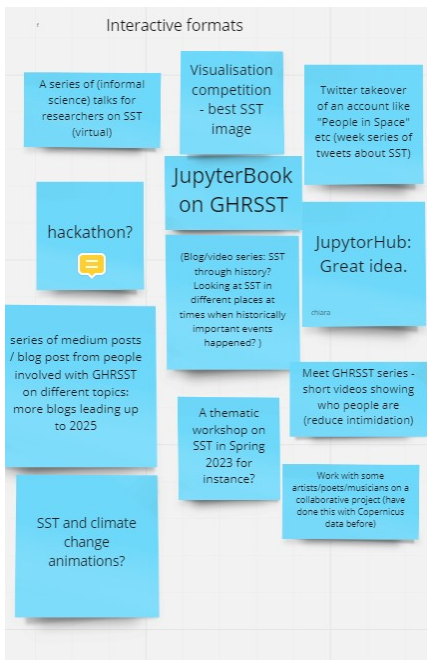 Interactive formats
A series of (informal
science) talks for
researchers on SST
(virtual)
Visualisation
competition
- best SST
image
Twitter takeover
of an account like
"People in Space"
etc (week series of
tweets about SST)
JupyterBook
on GHRSST
hackathon?
JupytorHub:
Great idea.
chiara
(Blog/video series: SST
through history?
Looking at SST in
different places at
times when historically
important events
happened? )
series of medium posts
/ blog post from people
involved with GHRSST
on different topics:
more blogs leading up
to 2025
Meet GHRSST series -
short videos showing
who people are
(reduce intimidation)
A thematic
workshop on
SST in Spring
2023 for
instance?
Work with some
artists/poets/musicians on a
collaborative project (have
done this with Copernicus
data before)
SST and climate
change
animations?